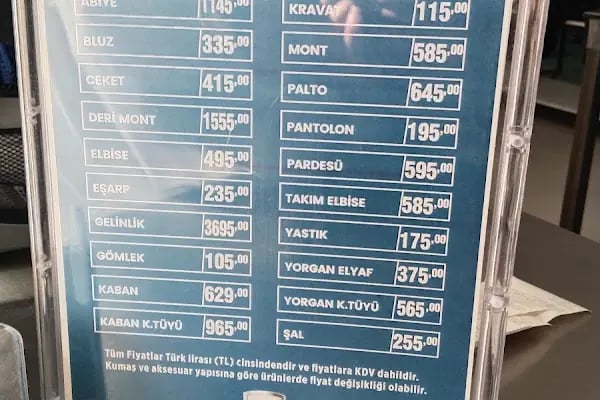 ABİYE 1145,00
BLUZ 335,00
CEKET 415,00
DERİ MONT 1555,00
ELBİSE 495,00
EŞARP 235,00
GELİNLİK 3695,00
GÖMLEK 105,00
KABAN 629,00
KABAN K.TÜYÜ 965,00
KRAVAT 115,00
MONT 585,00
PALTO 645,00
PANTOLON 195,00
PARDESÜ 595,00
TAKIM ELBİSE 585,00
YASTIK 175,00
YORGAN ELYAF 375,00
YORGAN K.TÜYÜ 565,00
ŞAL 255,00
Tüm Fiyatlar Türk lirası (TL) cinsindendir ve fiyatlara KDV dahildir.
Kumaş ve aksesuar yapısına göre ürünlerde fiyat değişikliği olabilir.